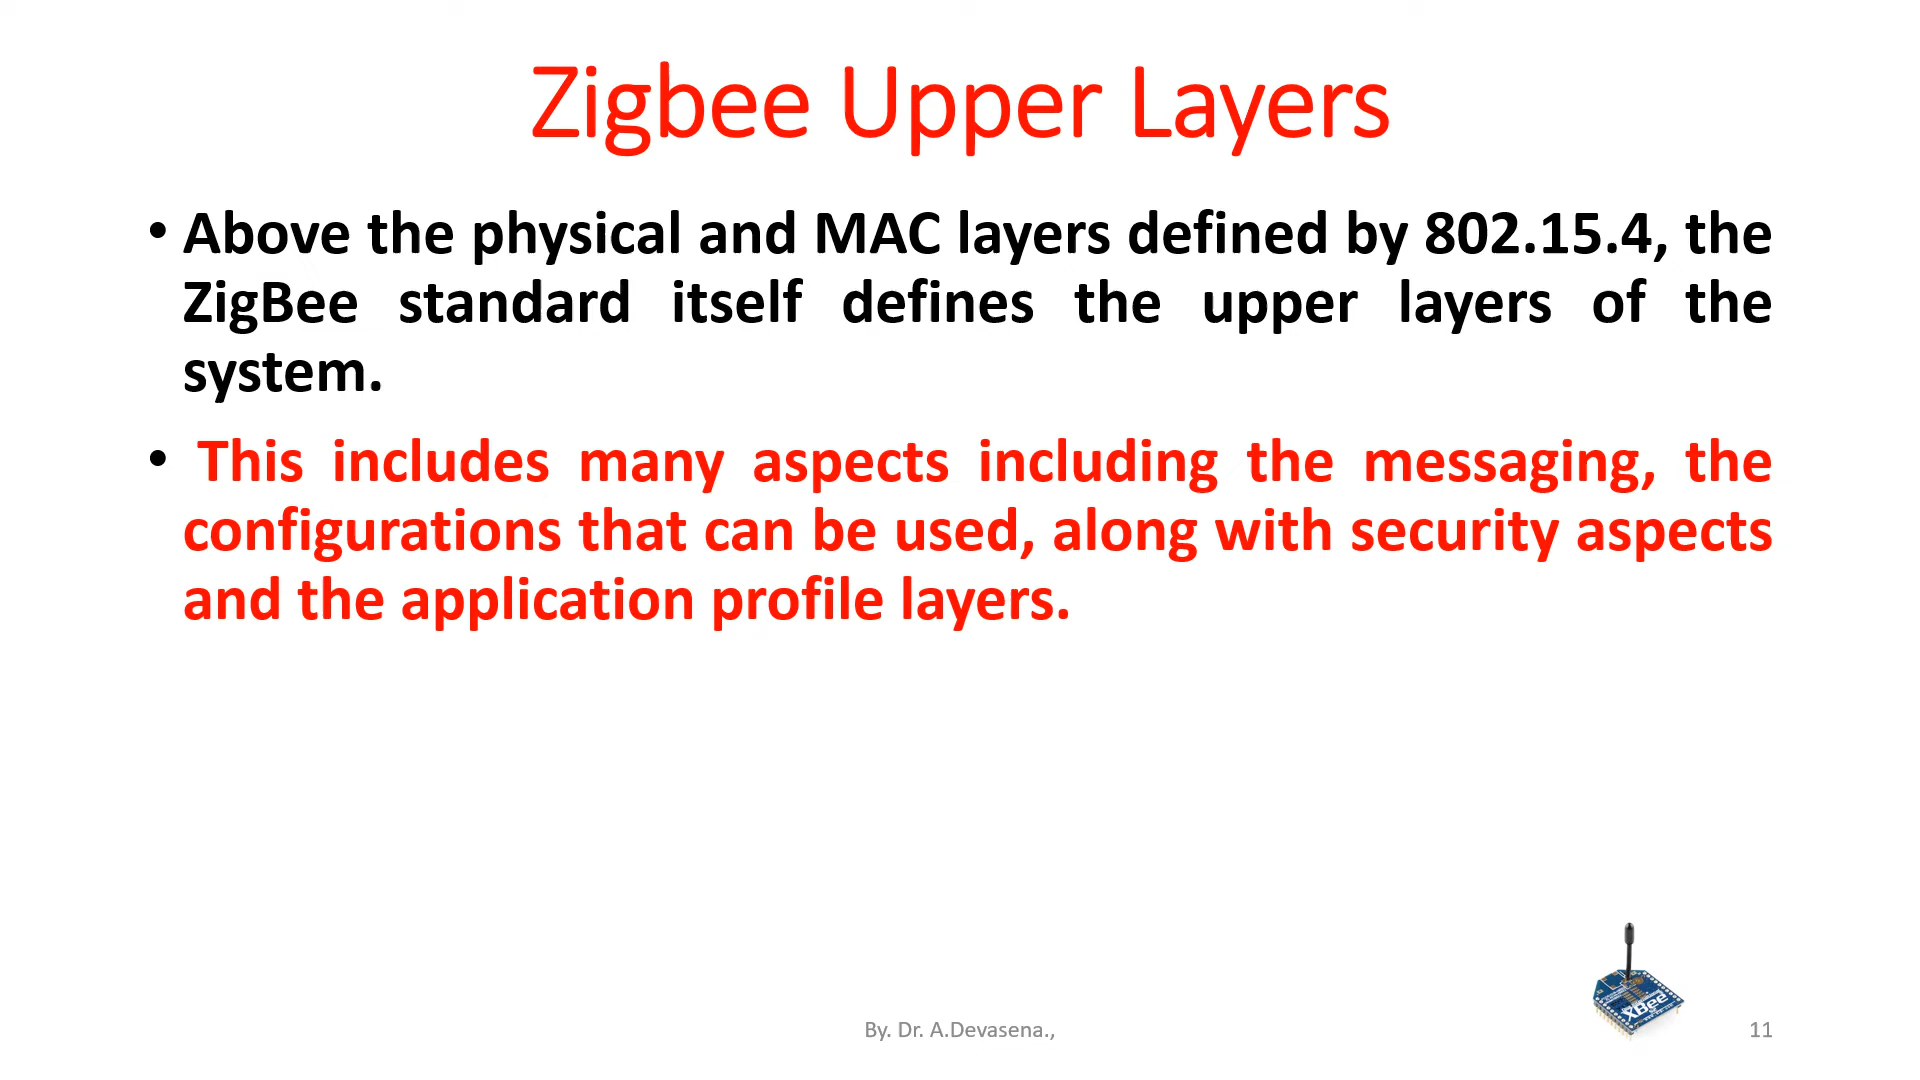 Zigbee Upper Layers
• Above the physical and MAC layers defined by 802.15.4, the
ZigBee standard itself defines the upper layers of the
system.
• This includes many aspects including the messaging, the
configurations that can be used, along with security aspects
and the application profile layers.
XBee
By. Dr. A.Devasena.,
11